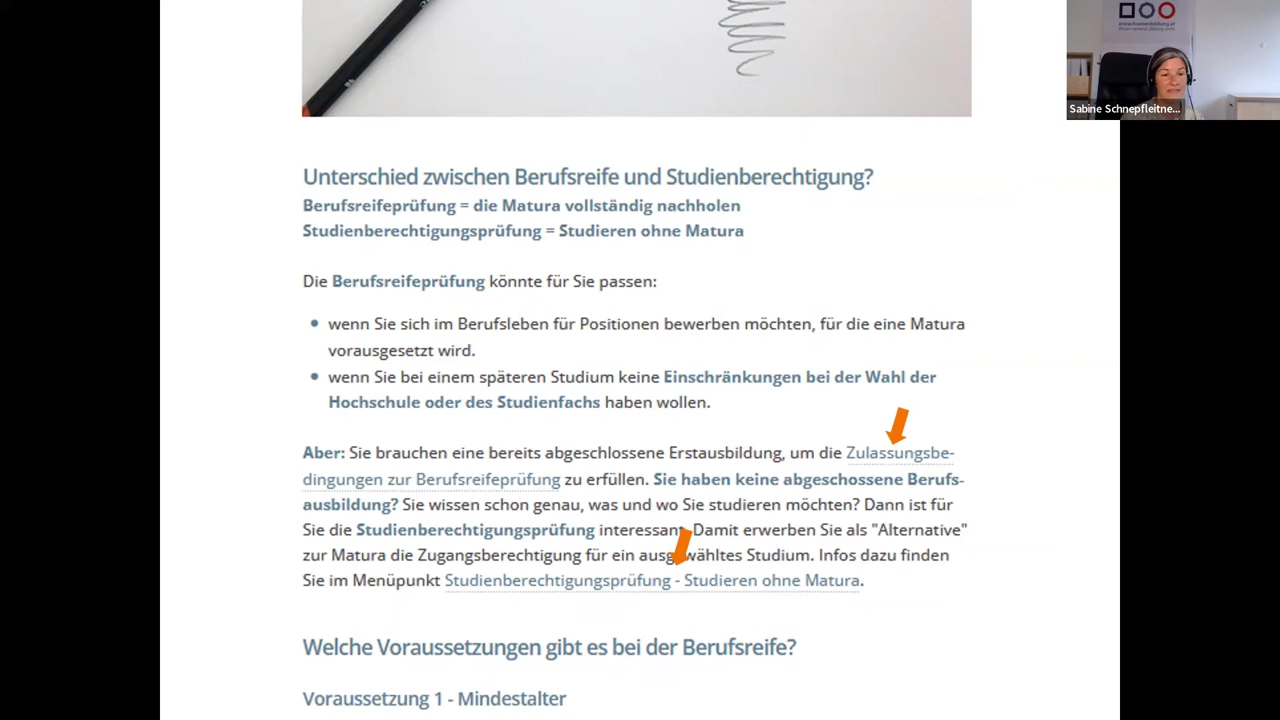 erwachsenenbildung.at
Sabine Schnepfleitne...
Unterschied zwischen Berufsreife und Studienberechtigung?
Berufsreifeprüfung = die Matura vollständig nachholen
Studienberechtigungsprüfung = Studieren ohne Matura
Die Berufsreifeprüfung könnte für Sie passen:
wenn Sie sich im Berufsleben für Positionen bewerben möchten, für die eine Matura
vorausgesetzt wird.
wenn Sie bei einem späteren Studium keine Einschränkungen bei der Wahl der
Hochschule oder des Studienfachs haben wollen.
Aber: Sie brauchen eine bereits abgeschlossene Erstausbildung, um die Zulassungsbe-
dingungen zur Berufsreifeprüfung zu erfüllen. Sie haben keine abgeschossene Berufs-
ausbildung? Sie wissen schon genau, was und wo Sie studieren möchten? Dann ist für
Sie die Studienberechtigungsprüfung interessant. Damit erwerben Sie als "Alternative"
zur Matura die Zugangsberechtigung für ein ausgewähltes Studium. Infos dazu finden
Sie im Menüpunkt Studienberechtigungsprüfung - Studieren ohne Matura.
Welche Voraussetzungen gibt es bei der Berufsreife?
Voraussetzung 1 - Mindestalter